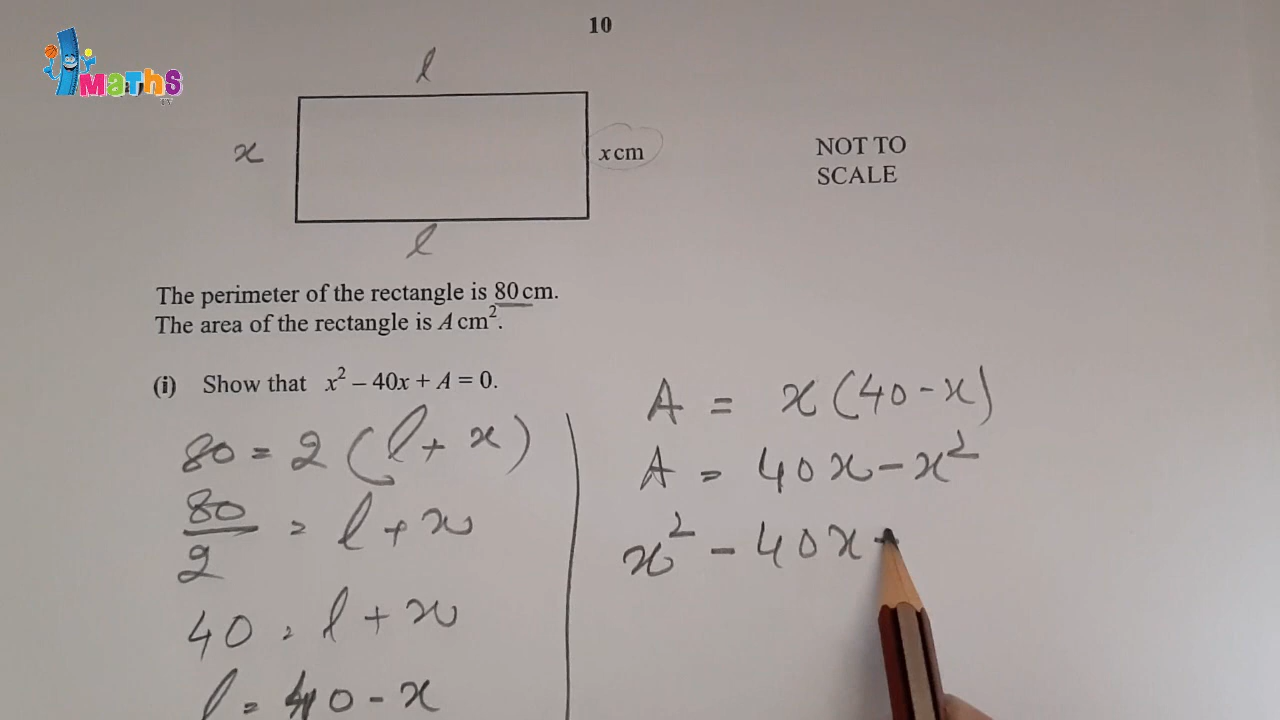 10
Maths
l
x
x cm
NOT TO
SCALE
l
The perimeter of the rectangle is 80 cm.
The area of the rectangle is A cm².
(i) Show that x² – 40x + A = 0.
80 = 2 (l + x)
80/2 = l + x
40 = l + x
l = 40 - x
A = x (40 - x)
A = 40x - x²
x² - 40x